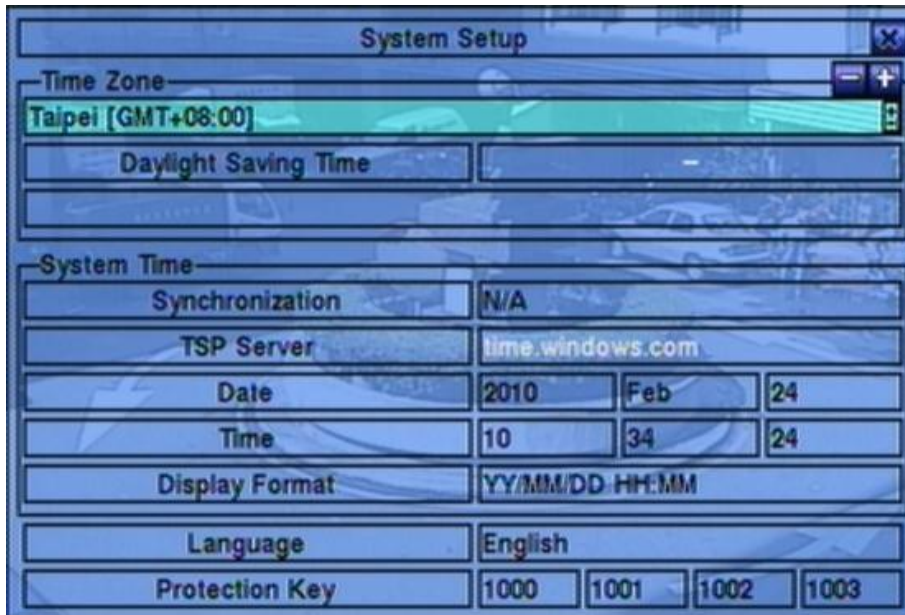 System Setup
Time Zone
Taipei [GMT+08:00]
Daylight Saving Time -
System Time
Synchronization N/A
TSP Server time.windows.com
Date 2010 Feb 24
Time 10 34 24
Display Format YY/MM/DD HH:MM
Language English
Protection Key 1000 1001 1002 1003